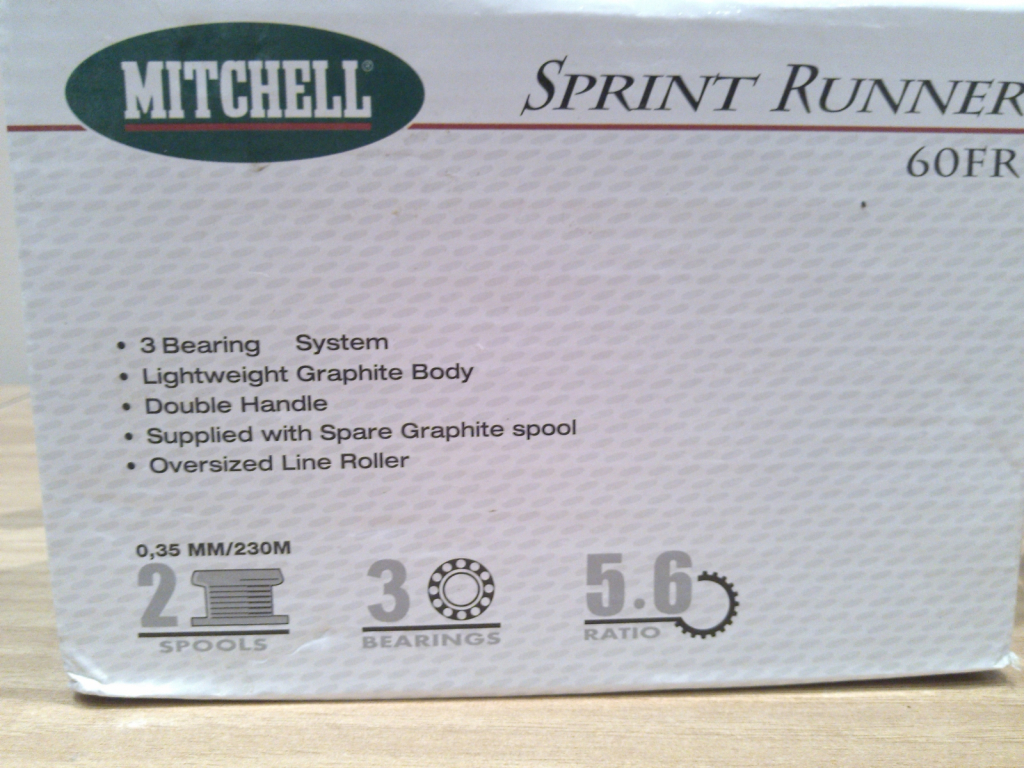 MITCHELL®
SPRINT RUNNER
60FR
• 3 Bearing System
• Lightweight Graphite Body
• Double Handle
• Supplied with Spare Graphite spool
• Oversized Line Roller
0,35 MM/230M
2
SPOOLS
3
BEARINGS
5.6
RATIO